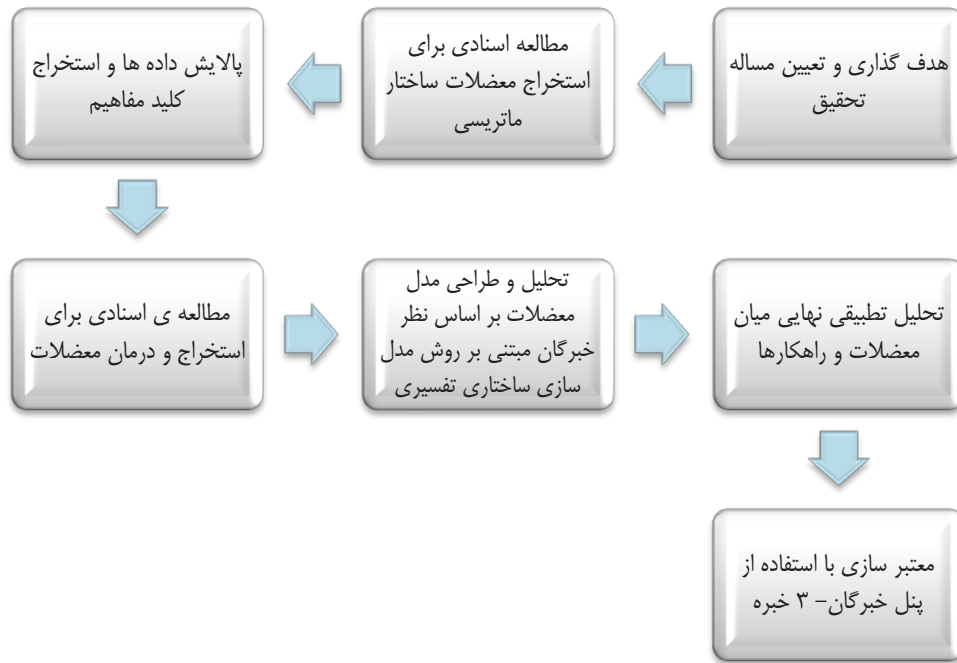 هدف گذاری و تعیین مساله
تحقیق
مطالعه اسنادی برای
استخراج معضلات ساختار
ماتریسی
پالایش داده ها و استخراج
کلید مفاهیم
مطالعه ی اسنادی برای
استخراج و درمان معضلات
تحلیل و طراحی مدل
معضلات بر اساس نظر
خبرگان مبتنی بر روش مدل
سازی ساختاری تفسیری
تحلیل تطبیقی نهایی میان
معضلات و راهکارها
معتبر سازی با استفاده از
پنل خبرگان- ۳ خبره